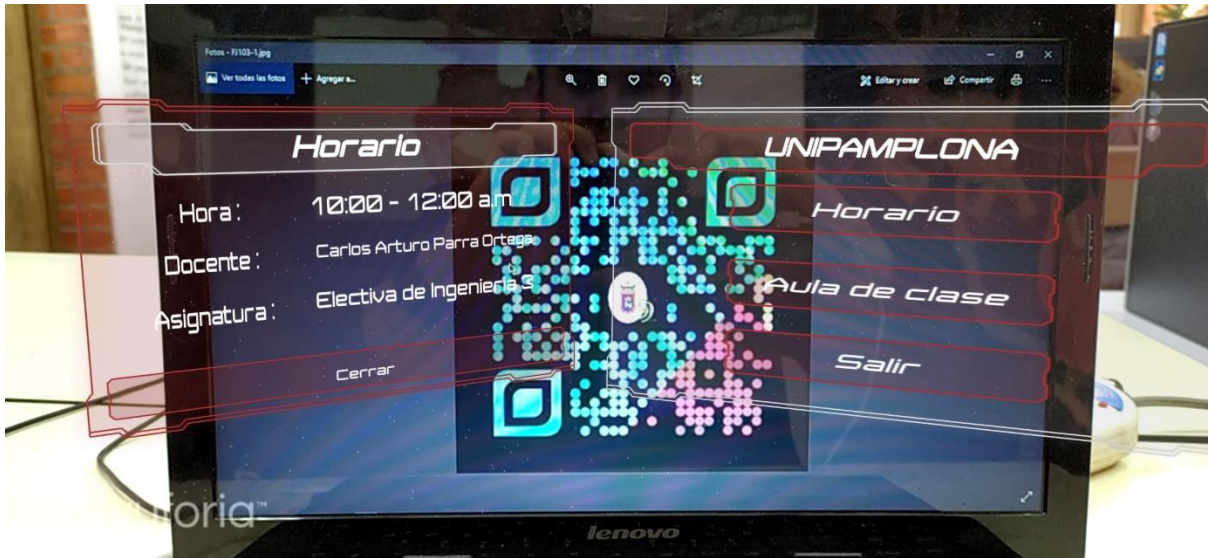 Fotos - FJ103-1.jpg
Ver todas las fotos
Agregar a...
Editar y crear
Compartir
Horario
Hora:
10:00 - 12:00 a.m
Docente:
Carlos Arturo Parra Ortega
Asignatura:
Electiva de Ingeniería 3
Cerrar
UNIPAMPLONA
Horario
Aula de clase
Salir
lenovo